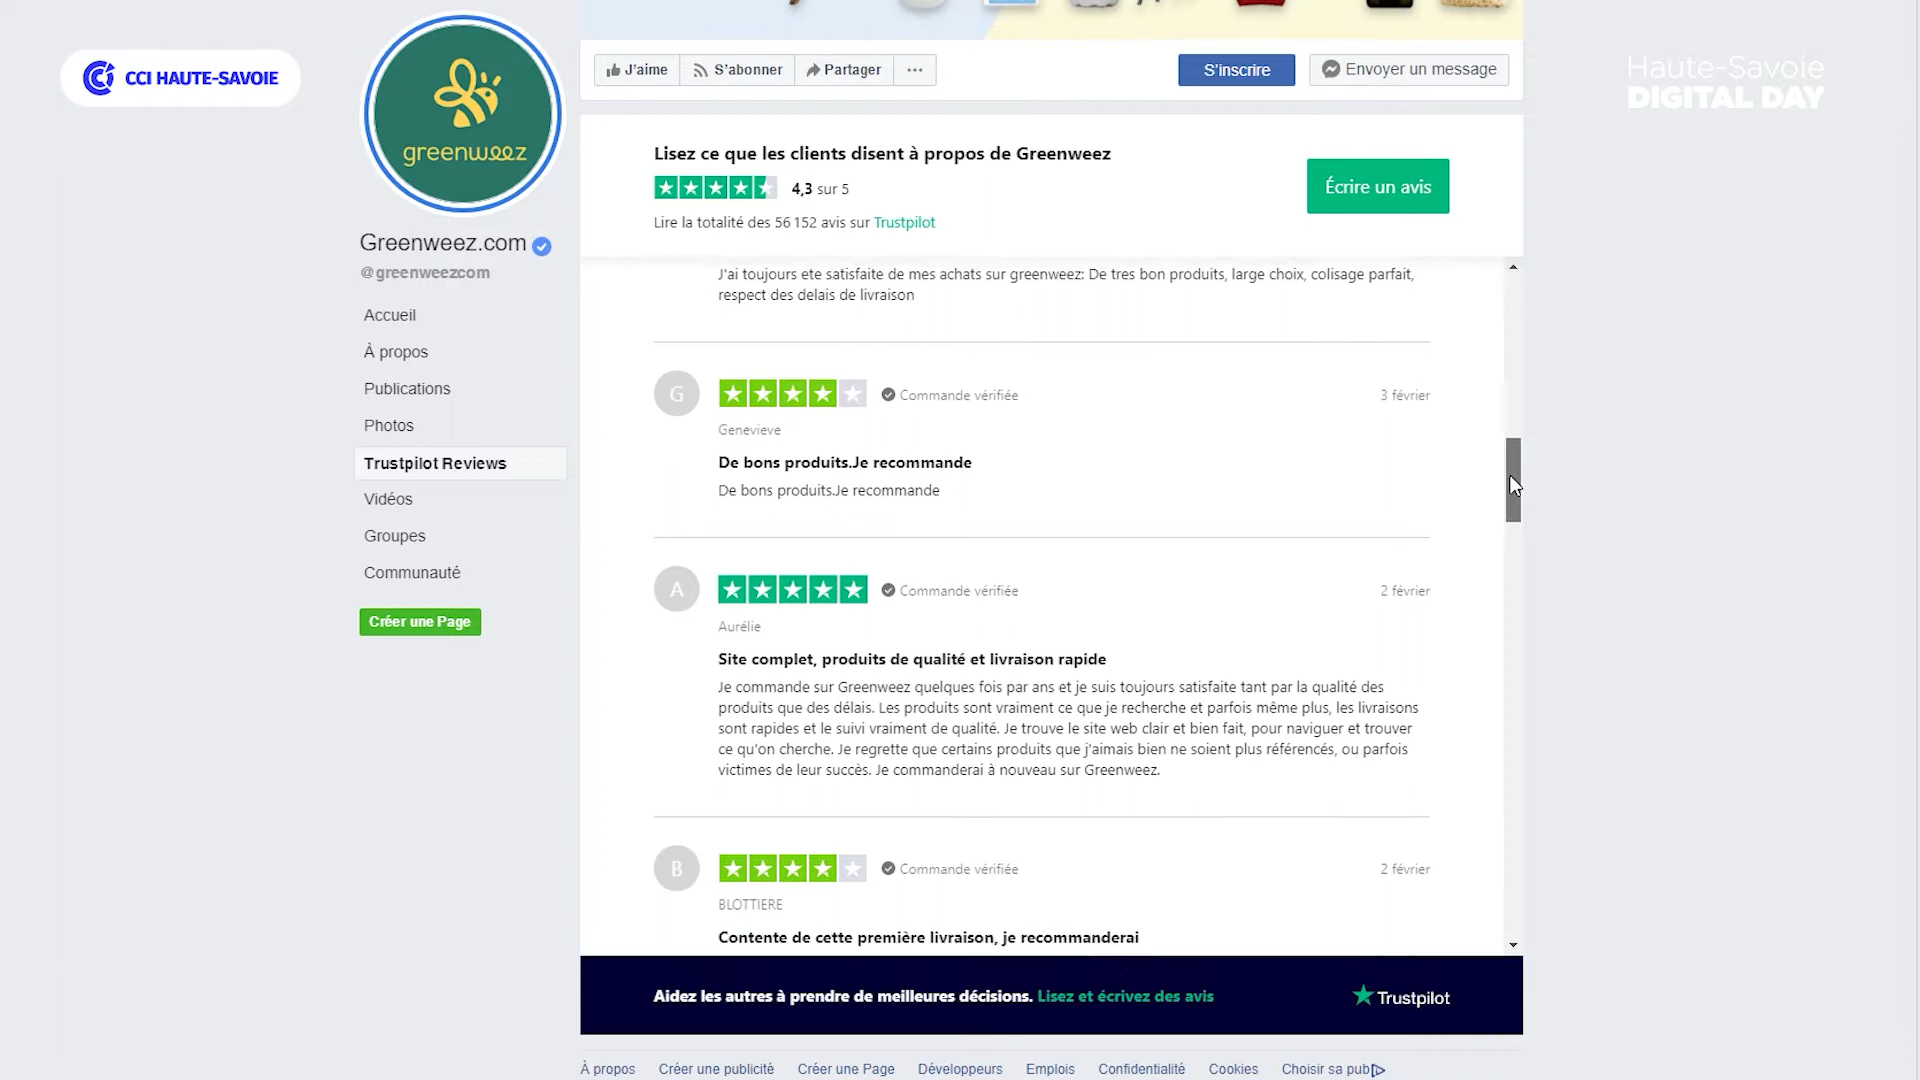 CCI HAUTE-SAVOIE
Haute-Savoie
DIGITAL DAY
greenweez
Greenweez.com
@greenweezcom
Accueil
À propos
Publications
Photos
Trustpilot Reviews
Vidéos
Groupes
Communauté
Créer une Page
J'aime
S'abonner
Partager
S'inscrire
Envoyer un message
Lisez ce que les clients disent à propos de Greenweez
4,3 sur 5
Lire la totalité des 56 152 avis sur Trustpilot
Écrire un avis
J'ai toujours ete satisfaite de mes achats sur greenweez: De tres bon produits, large choix, colisage parfait,
respect des delais de livraison
G
Commande vérifiée
3 février
Genevieve
De bons produits.Je recommande
De bons produits.Je recommande
A
Commande vérifiée
2 février
Aurélie
Site complet, produits de qualité et livraison rapide
Je commande sur Greenweez quelques fois par ans et je suis toujours satisfaite tant par la qualité des
produits que des délais. Les produits sont vraiment ce que je recherche et parfois même plus, les livraisons
sont rapides et le suivi vraiment de qualité. Je trouve le site web clair et bien fait, pour naviguer et trouver
ce qu'on cherche. Je regrette que certains produits que j'aimais bien ne soient plus référencés, ou parfois
victimes de leur succès. Je commanderai à nouveau sur Greenweez.
B
Commande vérifiée
2 février
BLOTTIERE
Contente de cette première livraison, je recommanderai
Aidez les autres à prendre de meilleures décisions. Lisez et écrivez des avis
Trustpilot
À propos
Créer une publicité
Créer une Page
Développeurs
Emplois
Confidentialité
Cookies
Choisir sa pub